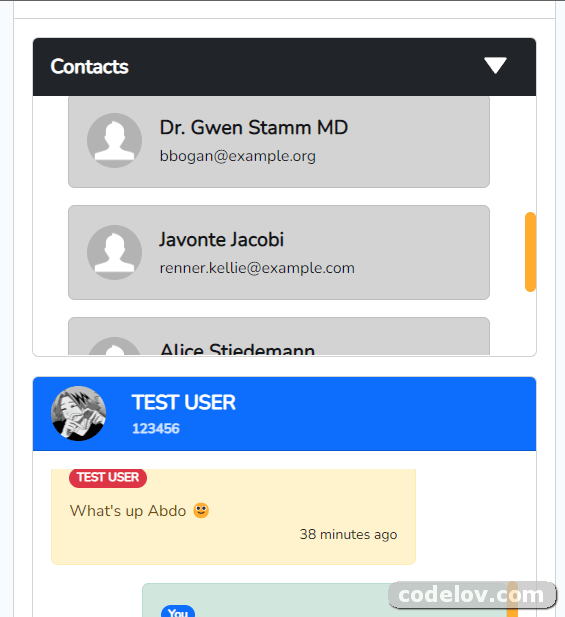 Contacts
Dr. Gwen Stamm MD
bbogan@example.org
Javonte Jacobi
renner.kellie@example.com
Alice Stiedemann
TEST USER
123456
TEST USER
What's up Abdo 🙂
38 minutes ago
You
codelov.com